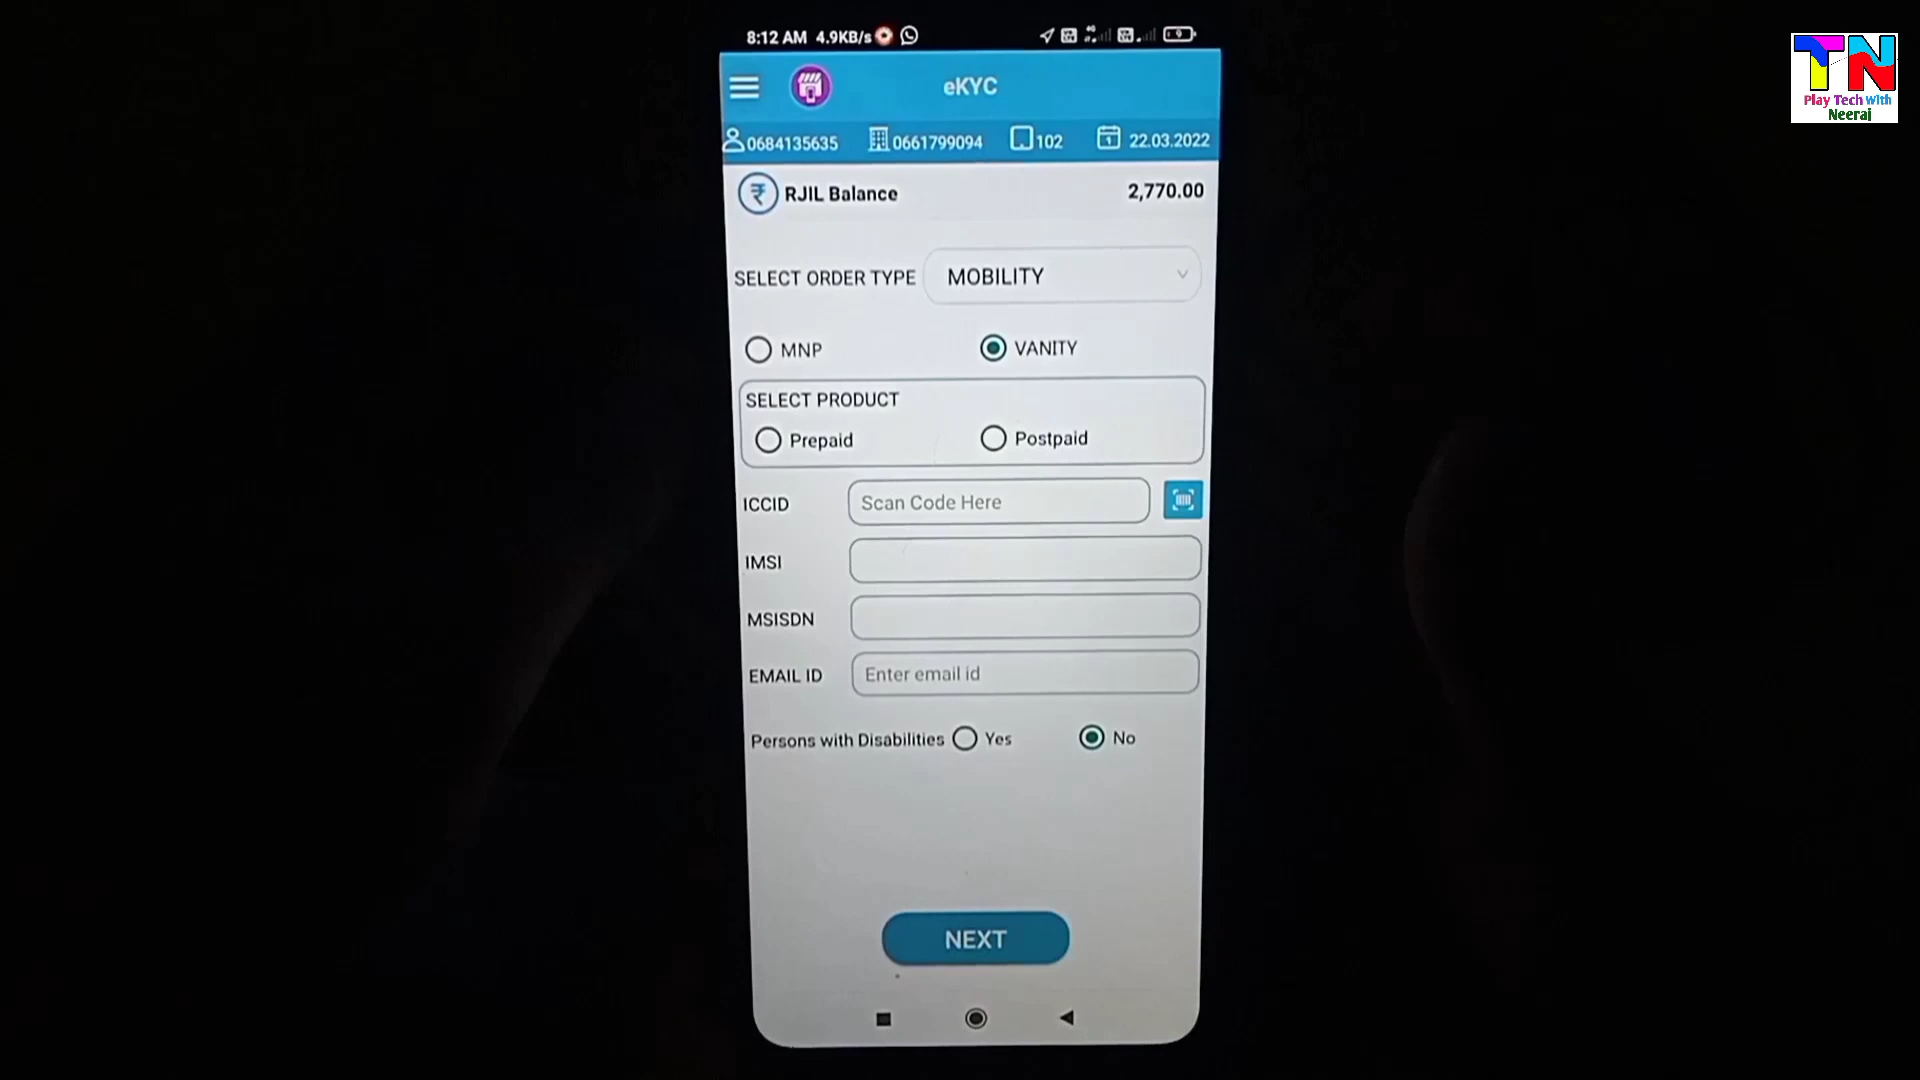 8:12 AM 4.9KB/s
TN
Play Tech With
Neeraj
eKYC
0684135635 0661799094 102 22.03.2022
RJIL Balance 2,770.00
SELECT ORDER TYPE MOBILITY
MNP VANITY
SELECT PRODUCT
Prepaid Postpaid
ICCID Scan Code Here
IMSI
MSISDN
EMAIL ID Enter email id
Persons with Disabilities Yes No
NEXT